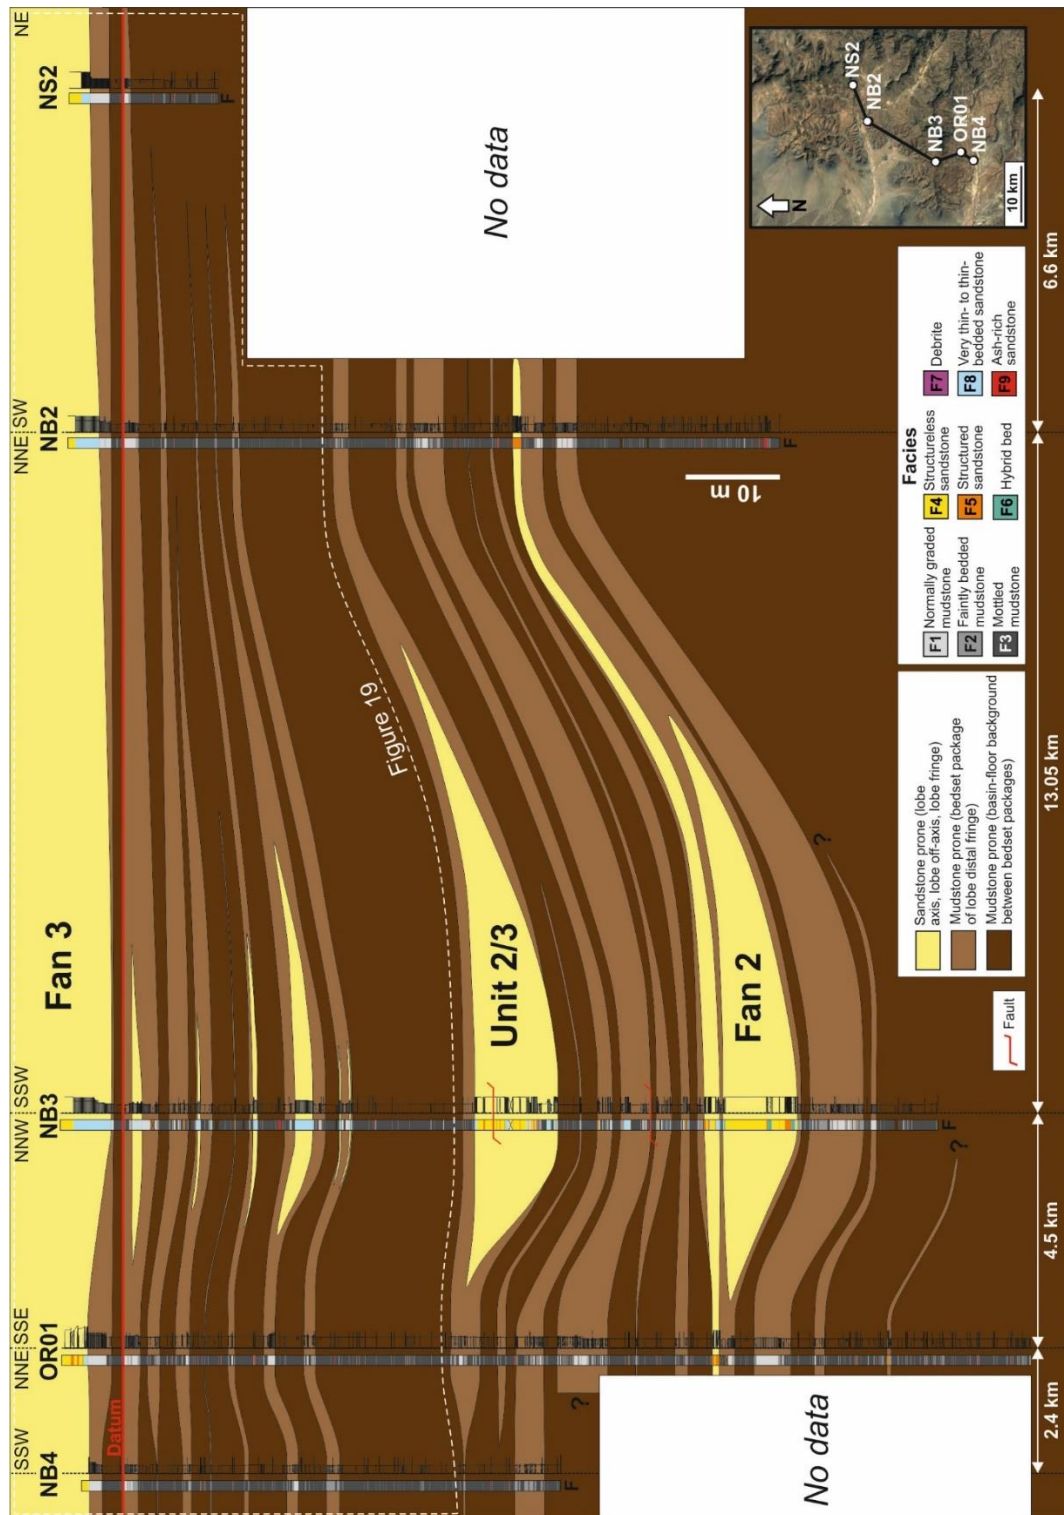 SSW
NNE
SSE
NNW
SSW
NNE
SW
NE
NB4
OR01
NB3
NB2
NS2
Fan 3
Datum
Figure 19
Unit 2/3
Fan 2
No data
No data
?
?
?
F
F
F
F
10 m
N
NS2
NB2
NB3
OR01
NB4
10 km
Fault
Sandstone prone (lobe
axis, lobe off-axis, lobe fringe)
Mudstone prone (bedset package
of lobe distal fringe)
Mudstone prone (basin-floor background
between bedset packages)
Facies
F1 Normally graded
mudstone
F2 Faintly bedded
mudstone
F3 Mottled
mudstone
F4 Structureless
sandstone
F5 Structured
sandstone
F6 Hybrid bed
F7 Debrite
F8 Very thin- to thin-
bedded sandstone
F9 Ash-rich
sandstone
2.4 km
4.5 km
13.05 km
6.6 km